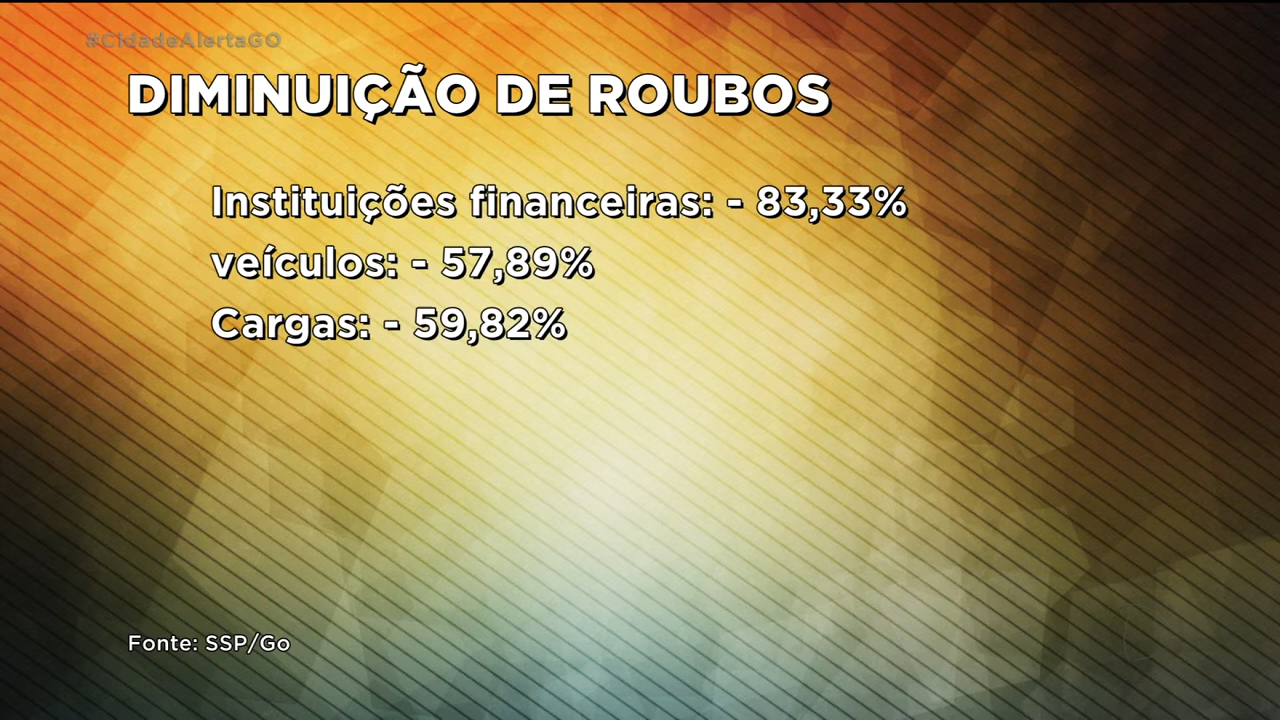 #CidadeAlertaGO
DIMINUIÇÃO DE ROUBOS
Instituições financeiras: - 83,33%
veículos: - 57,89%
Cargas: - 59,82%
Fonte: SSP/Go